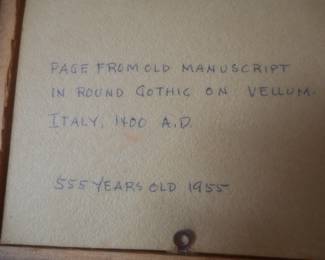 PAGE FROM OLD MANUSCRIPT
IN ROUND GOTHIC ON VELLUM.
ITALY, 1400 A.D.
555 YEARS OLD 1955